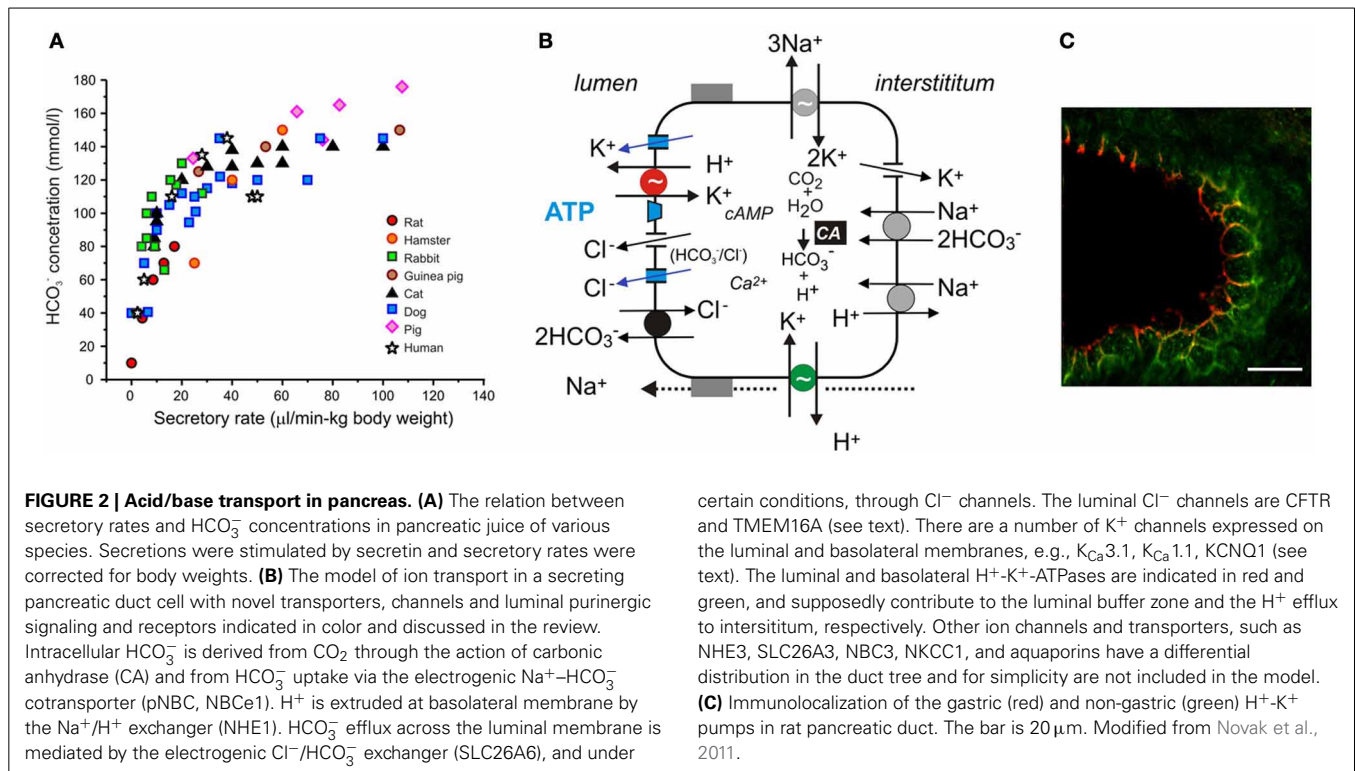 A
HCO₃⁻ concentration (mmol/l)
180
160
140
120
100
80
60
40
20
0
0 20 40 60 80 100 120 140
Secretory rate (µl/min-kg body weight)
Rat
Hamster
Rabbit
Guinea pig
Cat
Dog
Pig
Human
B
3Na⁺
lumen
interstititum
K⁺
H⁺
~
K⁺
ATP
cAMP
Cl⁻
(HCO₃⁻/Cl⁻)
Cl⁻
Ca²⁺
Cl⁻
2HCO₃⁻
Na⁺
~
2K⁺
CO₂
+
H₂O
CA
HCO₃⁻
+
H⁺
K⁺
~
H⁺
K⁺
Na⁺
2HCO₃⁻
Na⁺
H⁺
C
FIGURE 2 | Acid/base transport in pancreas. (A) The relation between
secretory rates and HCO₃⁻ concentrations in pancreatic juice of various
species. Secretions were stimulated by secretin and secretory rates were
corrected for body weights. (B) The model of ion transport in a secreting
pancreatic duct cell with novel transporters, channels and luminal purinergic
signaling and receptors indicated in color and discussed in the review.
Intracellular HCO₃⁻ is derived from CO₂ through the action of carbonic
anhydrase (CA) and from HCO₃⁻ uptake via the electrogenic Na⁺–HCO₃⁻
cotransporter (pNBC, NBCe1). H⁺ is extruded at basolateral membrane by
the Na⁺/H⁺ exchanger (NHE1). HCO₃⁻ efflux across the luminal membrane is
mediated by the electrogenic Cl⁻/HCO₃⁻ exchanger (SLC26A6), and under
certain conditions, through Cl⁻ channels. The luminal Cl⁻ channels are CFTR
and TMEM16A (see text). There are a number of K⁺ channels expressed on
the luminal and basolateral membranes, e.g., K_Ca3.1, K_Ca1.1, KCNQ1 (see
text). The luminal and basolateral H⁺-K⁺-ATPases are indicated in red and
green, and supposedly contribute to the luminal buffer zone and the H⁺ efflux
to intersititum, respectively. Other ion channels and transporters, such as
NHE3, SLC26A3, NBC3, NKCC1, and aquaporins have a differential
distribution in the duct tree and for simplicity are not included in the model.
(C) Immunolocalization of the gastric (red) and non-gastric (green) H⁺-K⁺
pumps in rat pancreatic duct. The bar is 20 µm. Modified from Novak et al.,
2011.